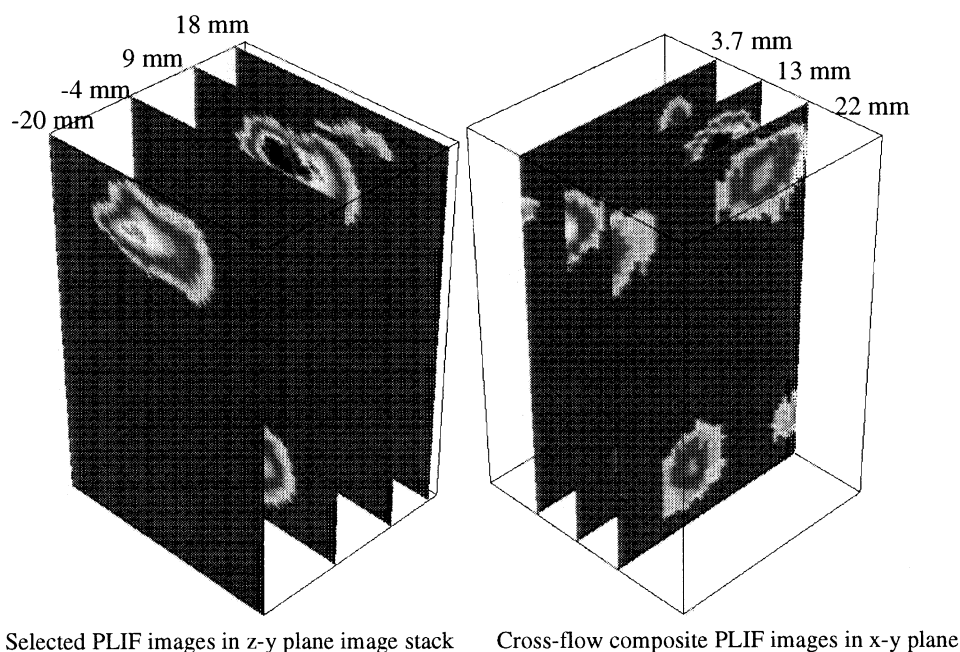 18 mm
9 mm
-4 mm
-20 mm
3.7 mm
13 mm
22 mm
Selected PLIF images in z-y plane image stack
Cross-flow composite PLIF images in x-y plane